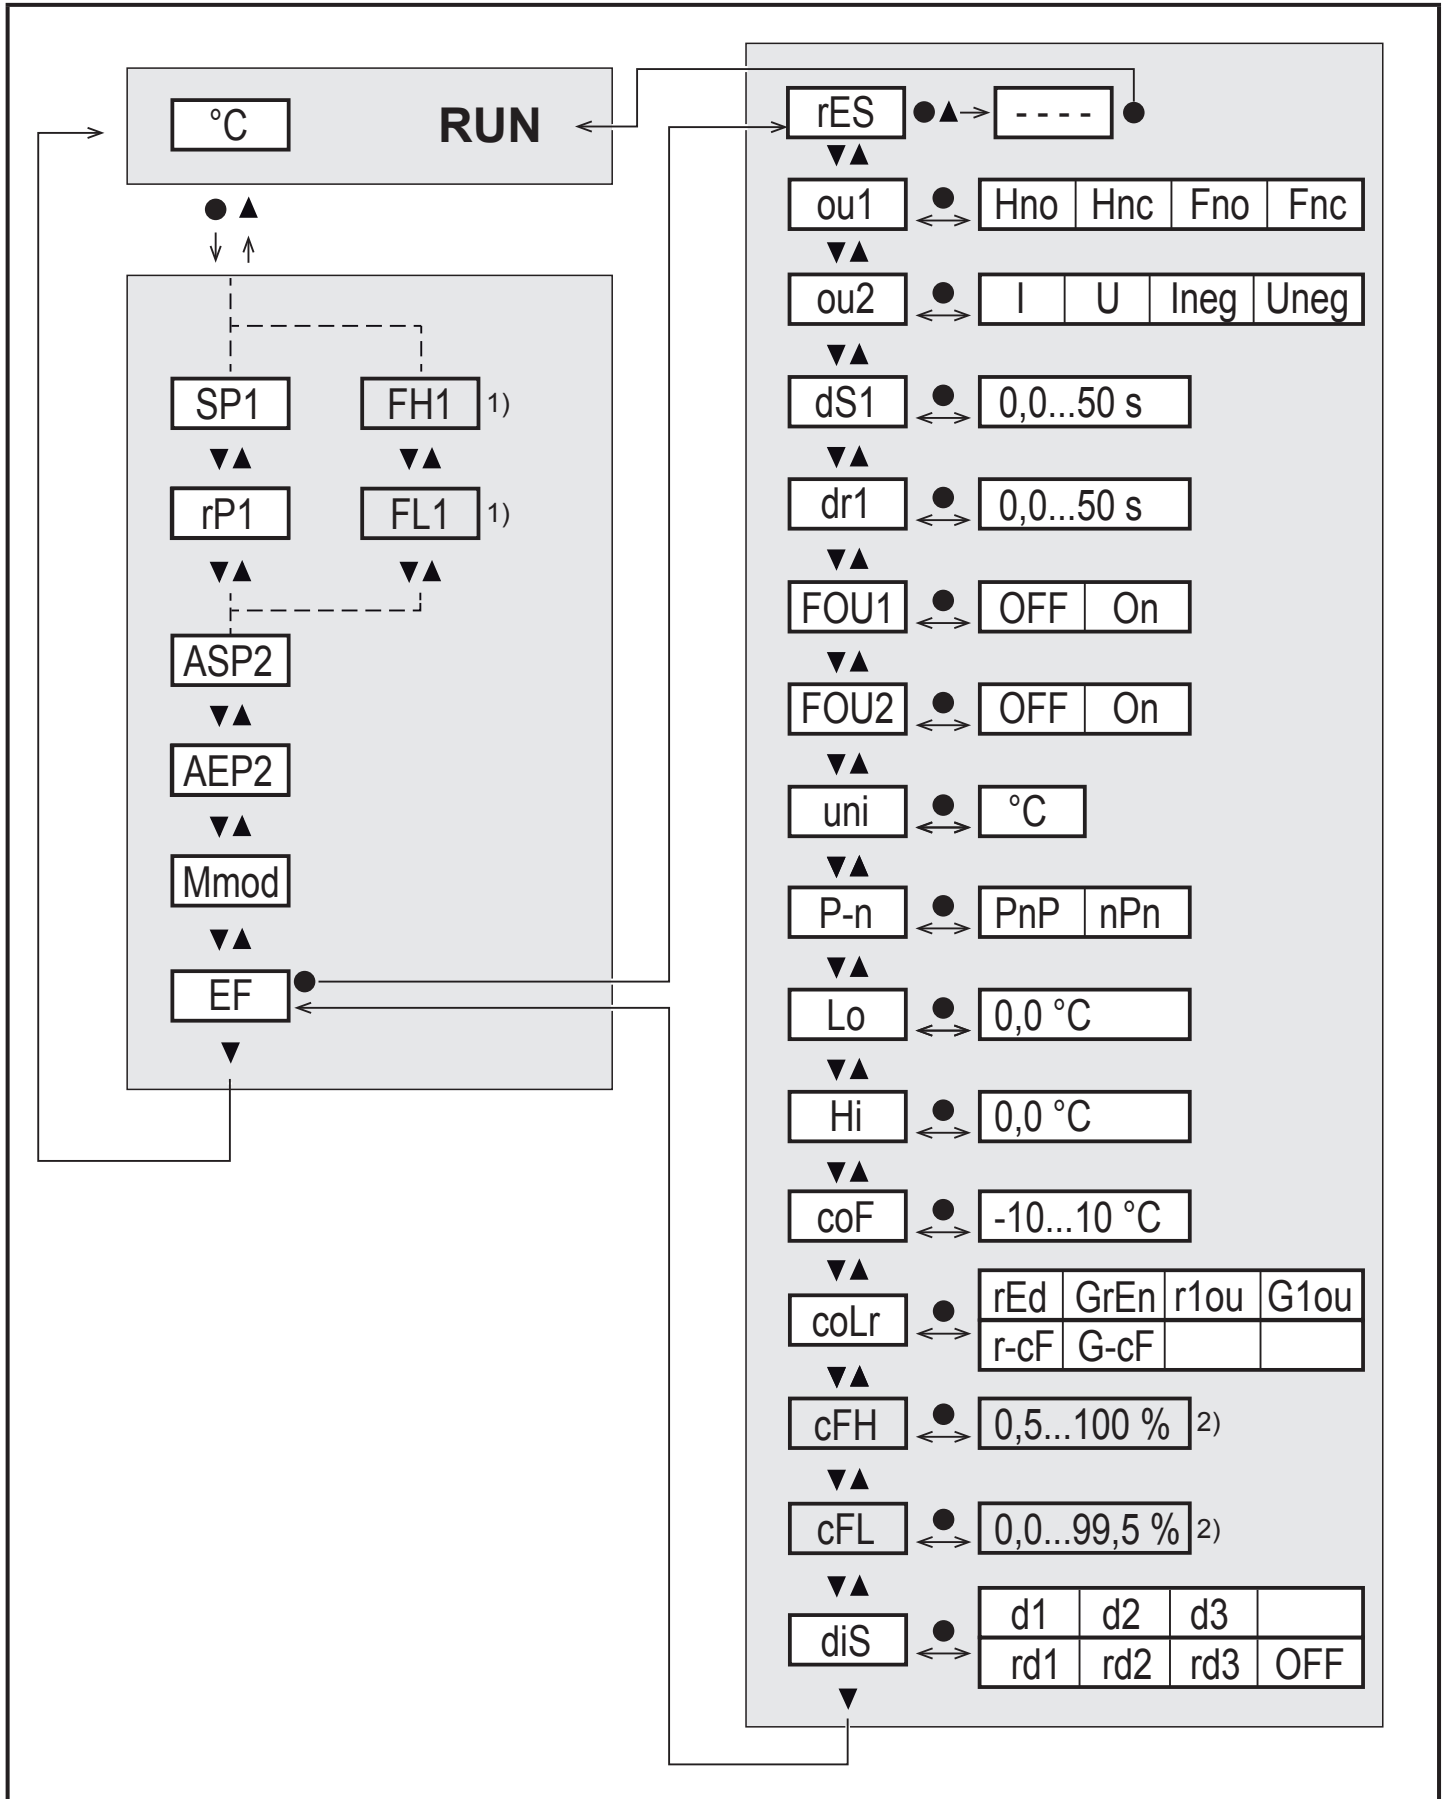 °C RUN
SP1 FH1 1)
rP1 FL1 1)
ASP2
AEP2
Mmod
EF
rES - - - -
ou1 Hno Hnc Fno Fnc
ou2 I U Ineg Uneg
dS1 0,0...50 s
dr1 0,0...50 s
FOU1 OFF On
FOU2 OFF On
uni °C
P-n PnP nPn
Lo 0,0 °C
Hi 0,0 °C
coF -10...10 °C
coLr rEd GrEn r1ou G1ou
r-cF G-cF
cFH 0,5...100 % 2)
cFL 0,0...99,5 % 2)
diS d1 d2 d3
rd1 rd2 rd3 OFF